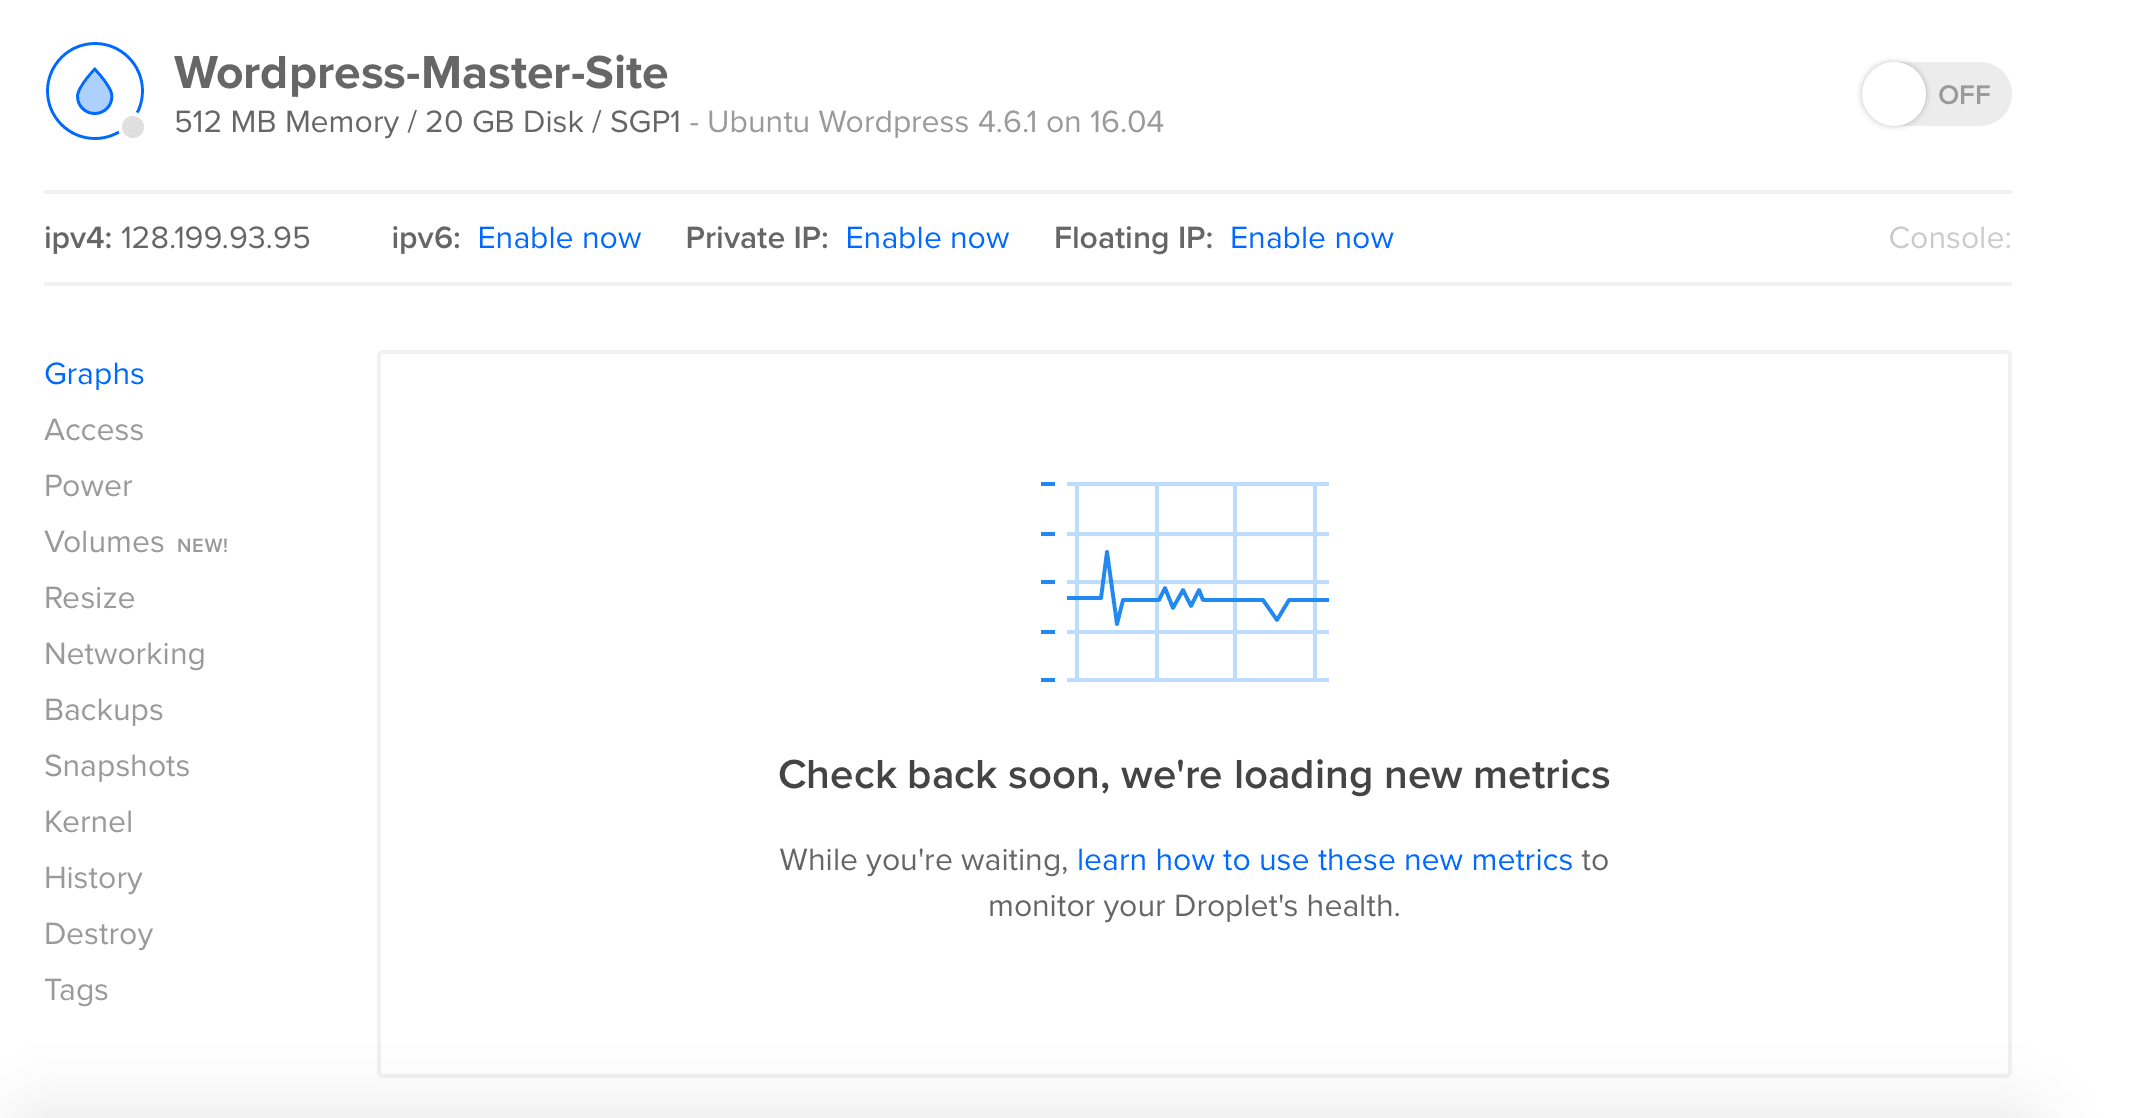 Wordpress-Master-Site
512 MB Memory / 20 GB Disk / SGP1 - Ubuntu Wordpress 4.6.1 on 16.04
OFF
ipv4: 128.199.93.95 ipv6: Enable now Private IP: Enable now Floating IP: Enable now Console:
Graphs
Access
Power
Volumes NEW!
Resize
Networking
Backups
Snapshots
Kernel
History
Destroy
Tags
Check back soon, we're loading new metrics
While you're waiting, learn how to use these new metrics to
monitor your Droplet's health.